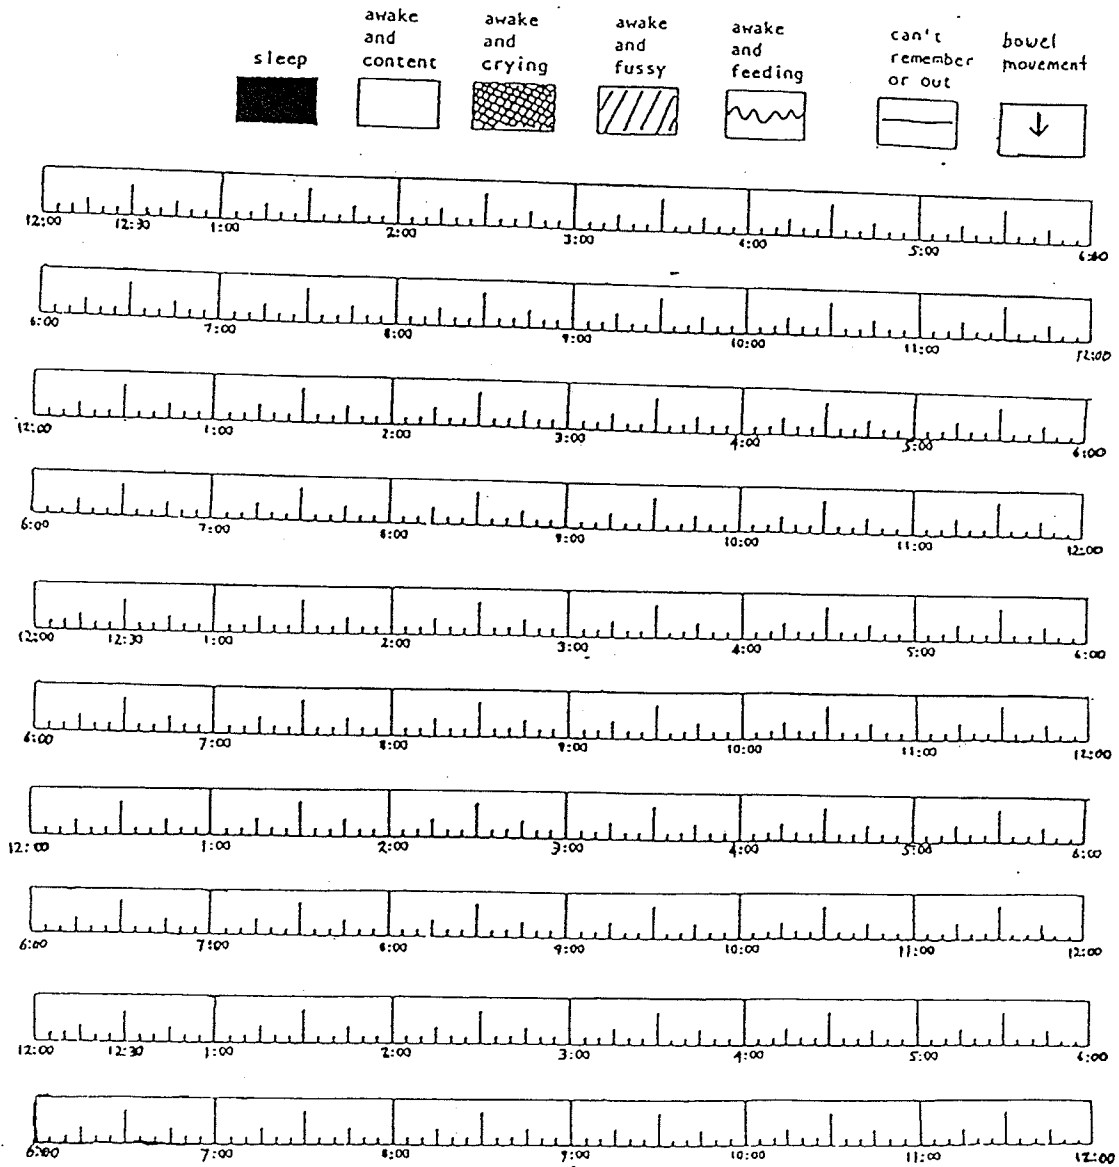 sleep
awake
and
content
awake
and
crying
awake
and
fussy
awake
and
feeding
can't
remember
or out
bowel
movement
12:00 12:30 1:00 2:00 3:00 4:00 5:00 6:00
6:00 7:00 8:00 9:00 10:00 11:00 12:00
12:00 1:00 2:00 3:00 4:00 5:00 6:00
6:00 7:00 8:00 9:00 10:00 11:00 12:00
12:00 12:30 1:00 2:00 3:00 4:00 5:00 6:00
6:00 7:00 8:00 9:00 10:00 11:00 12:00
12:00 1:00 2:00 3:00 4:00 5:00 6:00
6:00 7:00 8:00 9:00 10:00 11:00 12:00
12:00 12:30 1:00 2:00 3:00 4:00 5:00 6:00
6:00 7:00 8:00 9:00 10:00 11:00 12:00